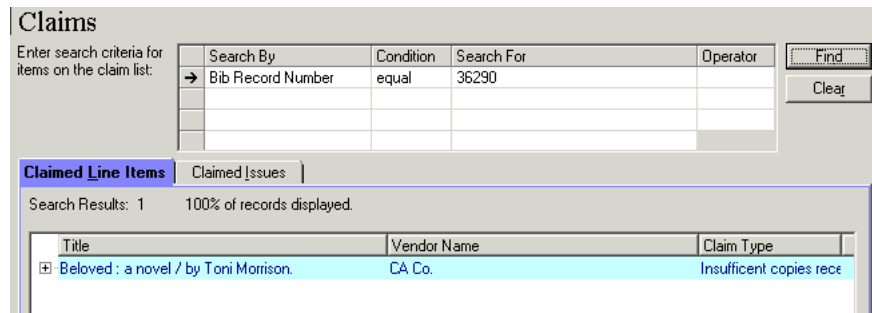 Claims
Enter search criteria for
items on the claim list:
Search By Condition Search For Operator
Bib Record Number equal 36290
Find
Clear
Claimed Line Items Claimed Issues
Search Results: 1 100% of records displayed.
Title Vendor Name Claim Type
Beloved : a novel / by Toni Morrison. CA Co. Insufficent copies rece